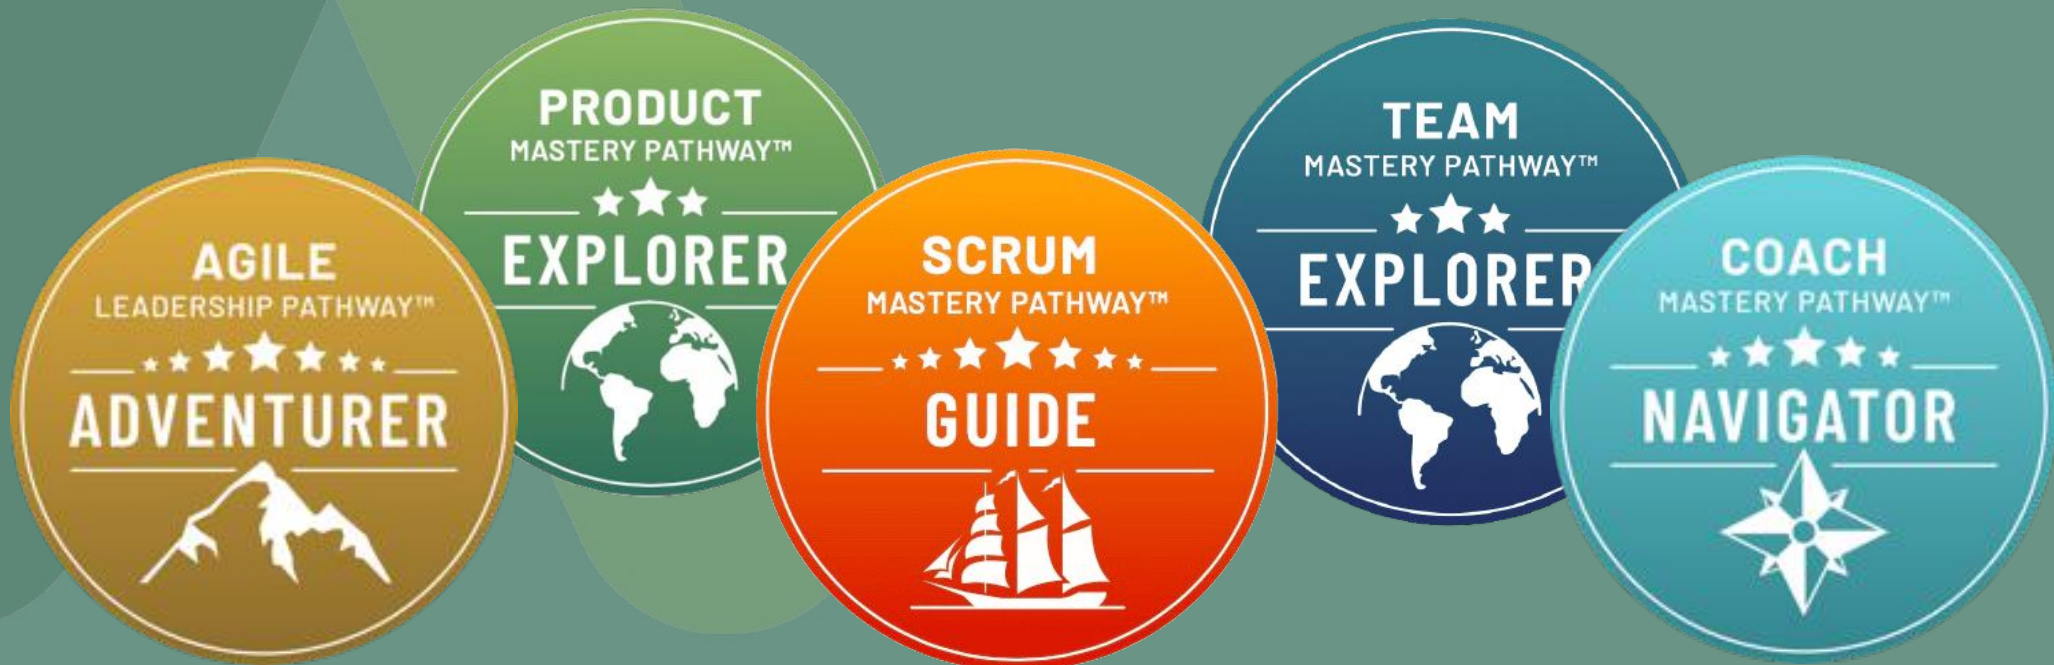 AGILE
LEADERSHIP PATHWAY™
ADVENTURER
PRODUCT
MASTERY PATHWAY™
EXPLORER
SCRUM
MASTERY PATHWAY™
GUIDE
TEAM
MASTERY PATHWAY™
EXPLORER
COACH
MASTERY PATHWAY™
NAVIGATOR